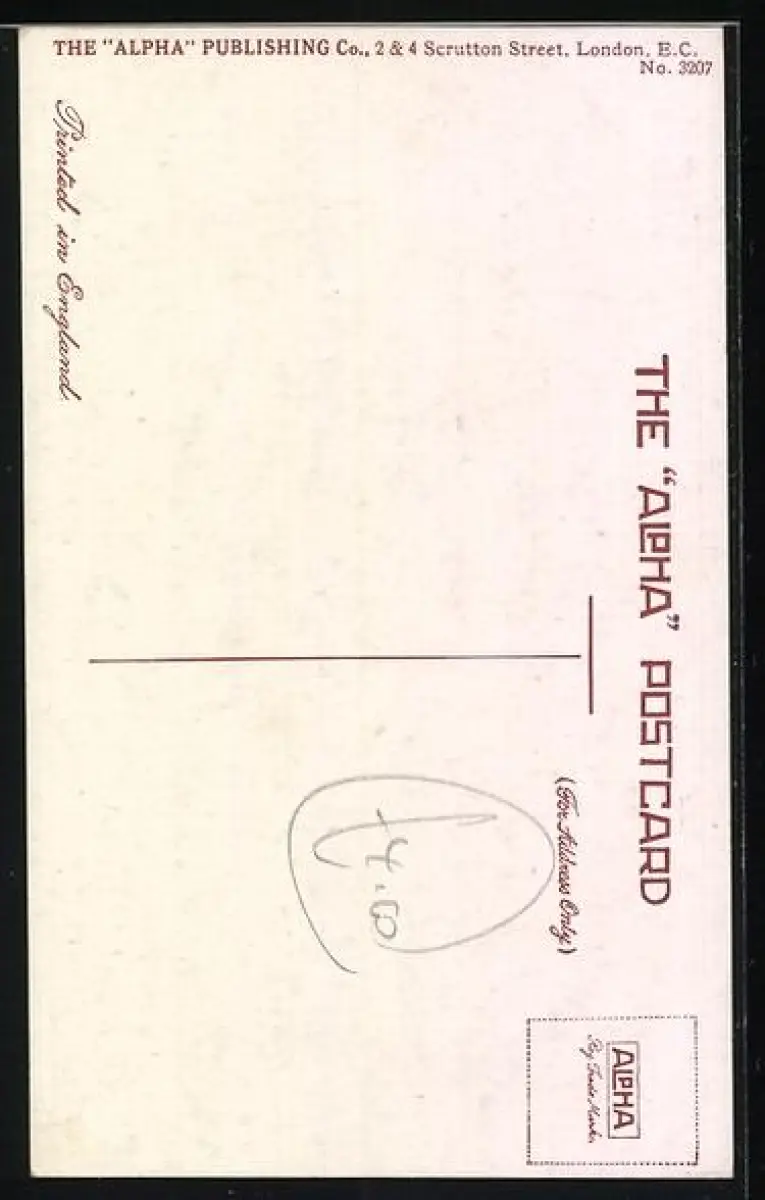 THE "ALPHA" PUBLISHING Co., 2 & 4 Scrutton Street, London, E.C.
No. 3207
THE "ALPHA" POSTCARD
(For Address Only)
ALPHA
Reg. Trade Mark.
Printed in England.
£4.00